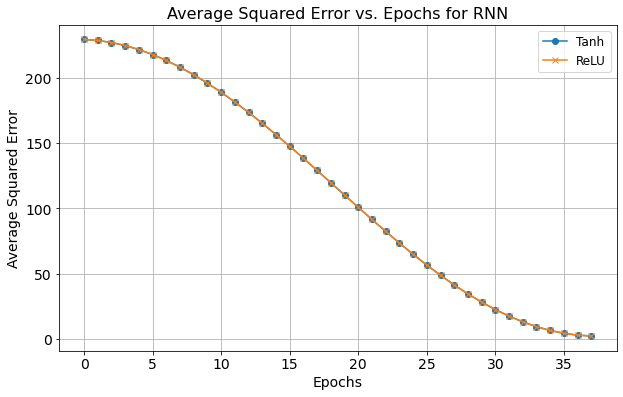 Average Squared Error vs. Epochs for RNN
Tanh
ReLU
200
150
100
50
0
Average Squared Error
0 5 10 15 20 25 30 35
Epochs